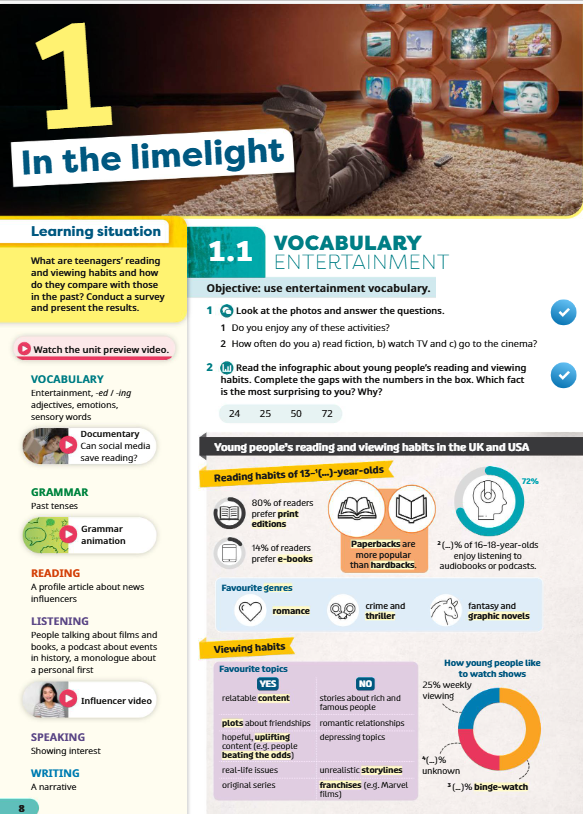 1
In the limelight
Learning situation
What are teenagers' reading
and viewing habits and how
do they compare with those
in the past? Conduct a survey
and present the results.
Watch the unit preview video.
VOCABULARY
Entertainment, -ed / -ing
adjectives, emotions,
sensory words
Documentary
Can social media
save reading?
GRAMMAR
Past tenses
Grammar
animation
READING
A profile article about news
influencers
LISTENING
People talking about films and
books, a podcast about events
in history, a monologue about
a personal first
Influencer video
SPEAKING
Showing interest
WRITING
A narrative
8
1.1 VOCABULARY
ENTERTAINMENT
Objective: use entertainment vocabulary.
1 Look at the photos and answer the questions.
1 Do you enjoy any of these activities?
2 How often do you a) read fiction, b) watch TV and c) go to the cinema?
2 Read the infographic about young people's reading and viewing
habits. Complete the gaps with the numbers in the box. Which fact
is the most surprising to you? Why?
24 25 50 72
Young people's reading and viewing habits in the UK and USA
Reading habits of 13–¹(...)-year-olds
80% of readers
prefer print
editions
14% of readers
prefer e-books
Paperbacks are
more popular
than hardbacks.
72%
²(...)% of 16–18-year-olds
enjoy listening to
audiobooks or podcasts.
Favourite genres
romance
crime and
thriller
fantasy and
graphic novels
Viewing habits
Favourite topics
YES NO
relatable content stories about rich and
famous people
plots about friendships romantic relationships
hopeful, uplifting depressing topics
content (e.g. people
beating the odds)
real-life issues unrealistic storylines
original series franchises (e.g. Marvel
films)
How young people like
to watch shows
25% weekly
viewing
⁴(...)%
unknown
³(...)% binge-watch